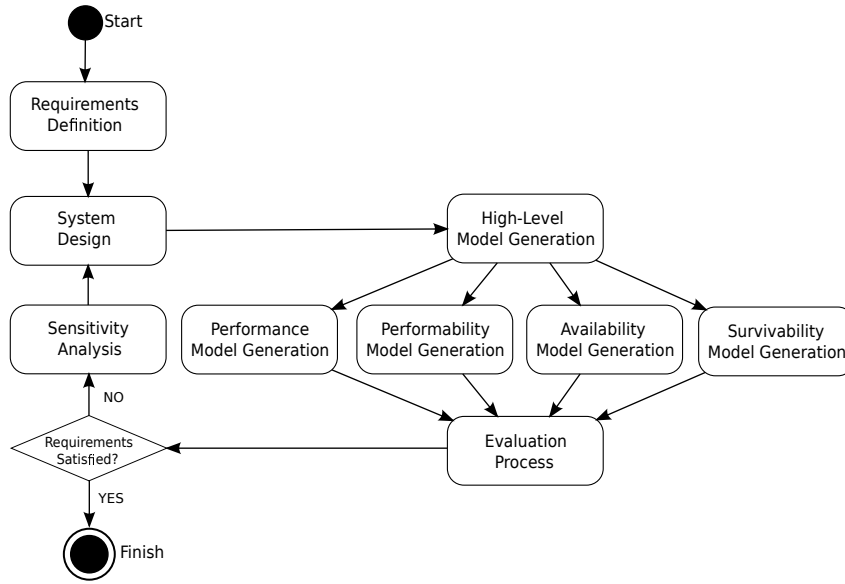 Start
Requirements
Definition
System
Design
High-Level
Model Generation
Sensitivity
Analysis
Performance
Model Generation
Performability
Model Generation
Availability
Model Generation
Survivability
Model Generation
NO
Requirements
Satisfied?
Evaluation
Process
YES
Finish